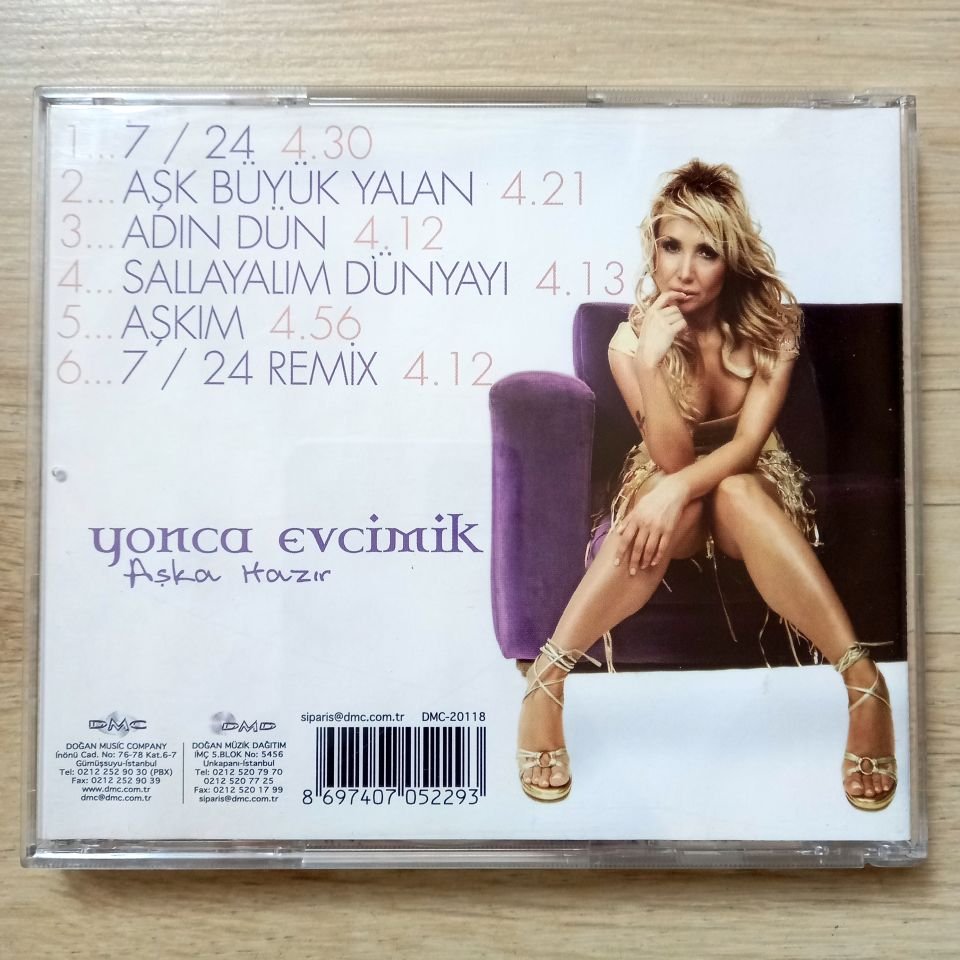 1... 7 / 24 4.30
2... AŞK BÜYÜK YALAN 4.21
3... ADIN DÜN 4.12
4... SALLAYALIM DÜNYAYI 4.13
5... AŞKIM 4.56
6... 7 / 24 REMİX 4.12
yonca evcimik
Aşka Hazır
DMC
DOĞAN MUSIC COMPANY
İnönü Cad. No: 76-78 Kat.6-7
Gümüşsuyu-İstanbul
Tel: 0212 252 90 30 (PBX)
Fax: 0212 252 90 39
www.dmc.com.tr
dmc@dmc.com.tr
DMD
DOĞAN MÜZİK DAĞITIM
İMÇ 5.BLOK No: 5456
Unkapanı-İstanbul
Tel: 0212 520 79 70
0212 520 77 25
Fax: 0212 520 17 99
siparis@dmc.com.tr
siparis@dmc.com.tr DMC-20118
8 697407 052293